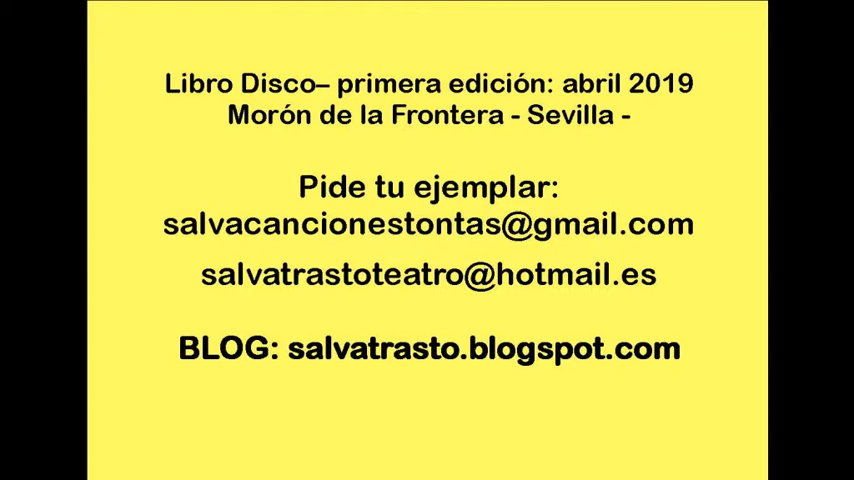 Libro Disco– primera edición: abril 2019
Morón de la Frontera - Sevilla -
Pide tu ejemplar:
salvacancionestontas@gmail.com
salvatrastoteatro@hotmail.es
BLOG: salvatrasto.blogspot.com